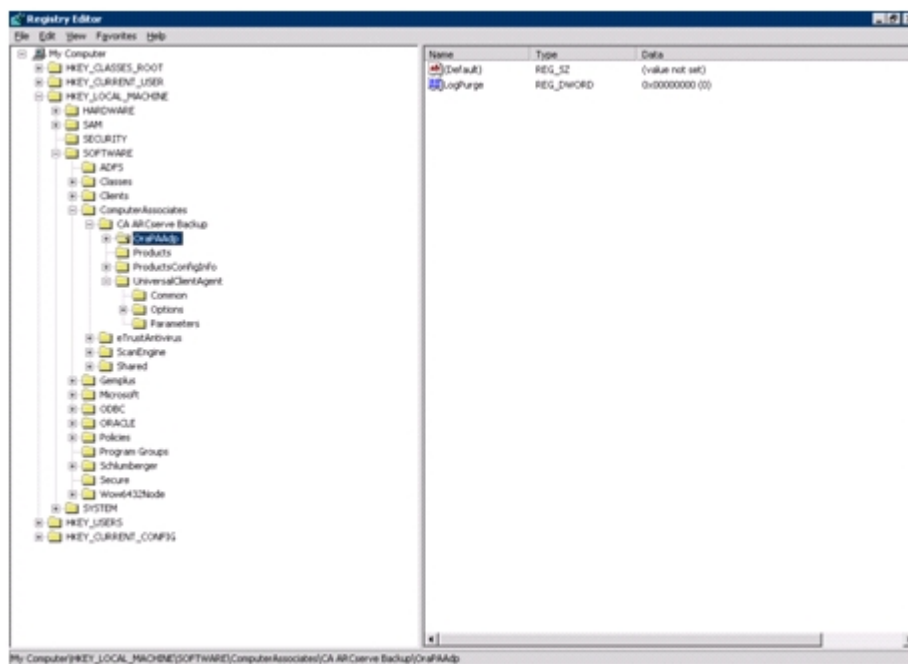 Registry Editor
File Edit View Favorites Help
My Computer
HKEY_CLASSES_ROOT
HKEY_CURRENT_USER
HKEY_LOCAL_MACHINE
HARDWARE
SAM
SECURITY
SOFTWARE
ADFS
Classes
Clients
ComputerAssociates
CA ARCserve Backup
OraPAAdp
Products
ProductsConfigInfo
UniversalClientAgent
Common
Options
Parameters
eTrustAntivirus
ScanEngine
Shared
Gemplus
Microsoft
ODBC
ORACLE
Policies
Program Groups
Schlumberger
Secure
Wow6432Node
SYSTEM
HKEY_USERS
HKEY_CURRENT_CONFIG
Name Type Data
(Default) REG_SZ (value not set)
LogPurge REG_DWORD 0x00000000 (0)
My Computer\HKEY_LOCAL_MACHINE\SOFTWARE\ComputerAssociates\CA ARCserve Backup\OraPAAdp